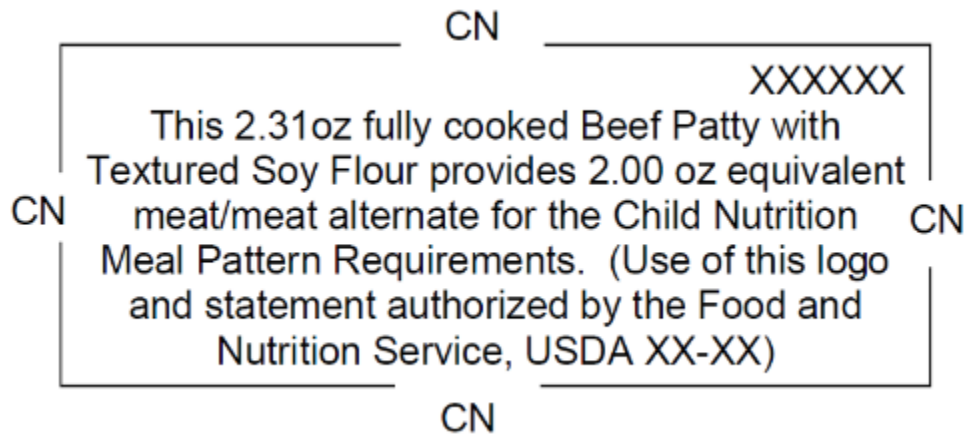 CN
XXXXXX
This 2.31oz fully cooked Beef Patty with
Textured Soy Flour provides 2.00 oz equivalent
CN meat/meat alternate for the Child Nutrition CN
Meal Pattern Requirements.  (Use of this logo
and statement authorized by the Food and
Nutrition Service, USDA XX-XX)
CN